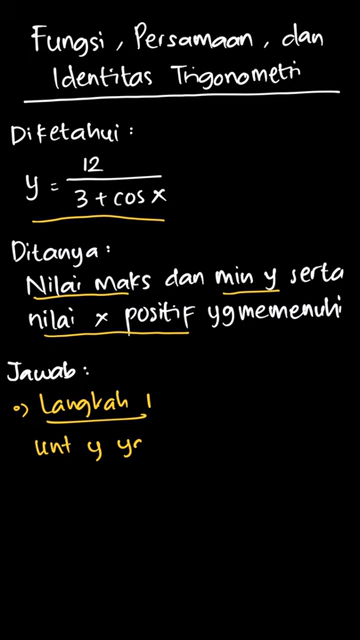 Fungsi, Persamaan, dan
Identitas Trigonometri
Diketahui:
y = 12 / 3 + cos x
Ditanya:
Nilai maks dan min y serta
nilai x positif yg memenuhi
Jawab:
•) Langkah 1
unt y yg